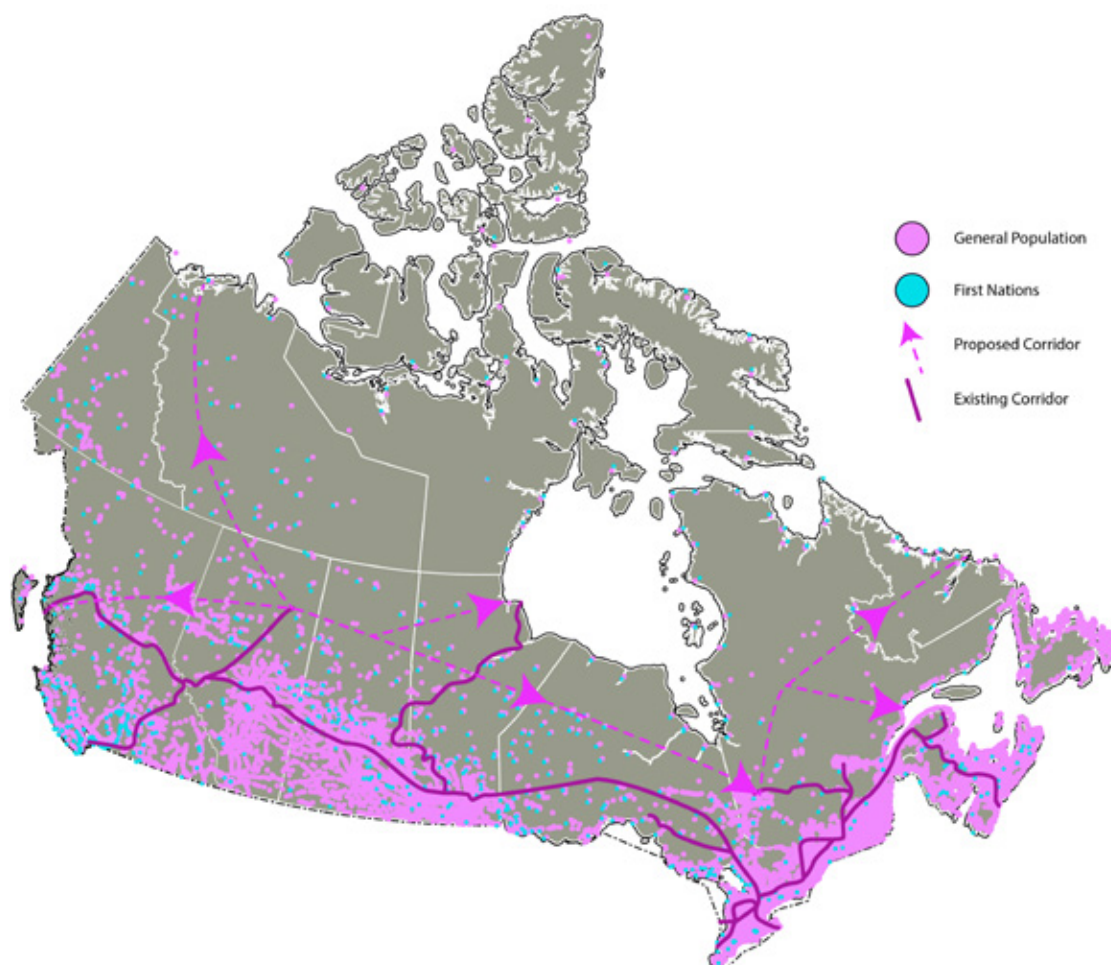 General Population
First Nations
Proposed Corridor
Existing Corridor